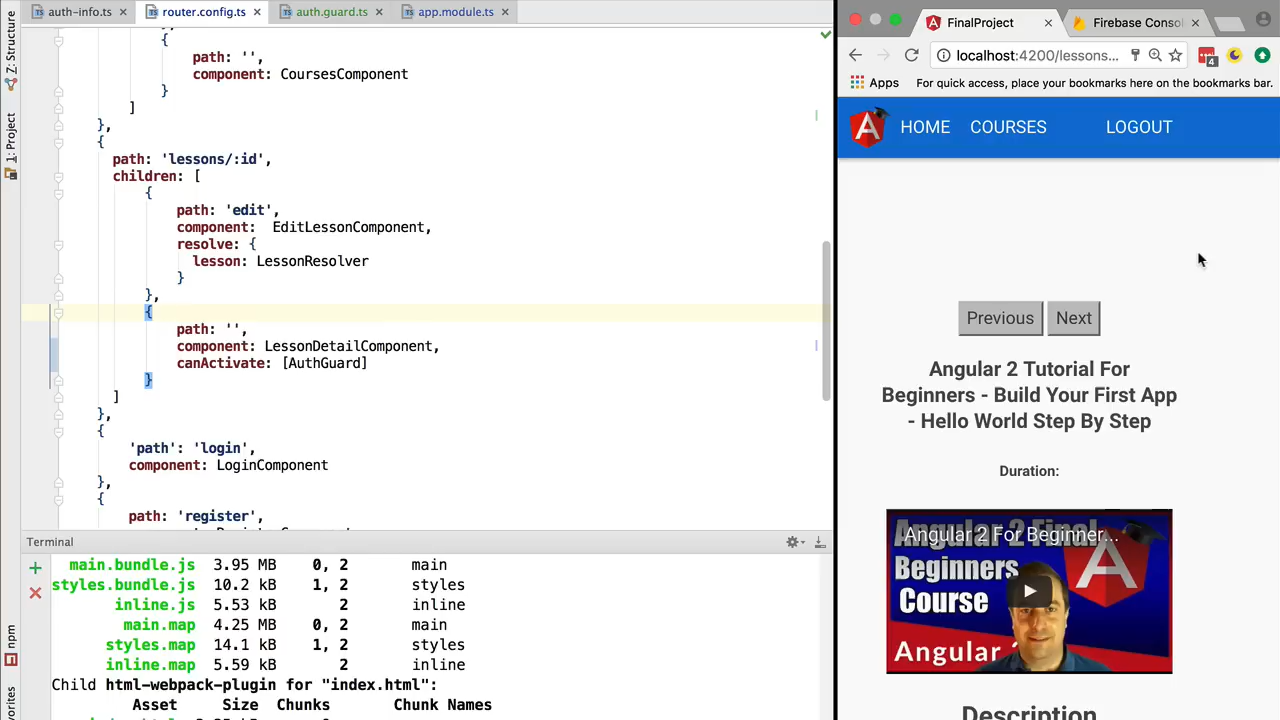 auth-info.ts
router.config.ts
auth.guard.ts
app.module.ts
Z: Structure
1: Project
npm
{
path: '',
component: CoursesComponent
}
]
},
{
path: 'lessons/:id',
children: [
{
path: 'edit',
component:  EditLessonComponent,
resolve: {
lesson: LessonResolver
}
},
{
path: '',
component: LessonDetailComponent,
canActivate: [AuthGuard]
}
]
},
{
'path': 'login',
component: LoginComponent
},
{
path: 'register',
Terminal
main.bundle.js 3.95 MB 0, 2 main
styles.bundle.js 10.2 kB 1, 2 styles
inline.js 5.53 kB 2 inline
main.map 4.25 MB 0, 2 main
styles.map 14.1 kB 1, 2 styles
inline.map 5.59 kB 2 inline
Child html-webpack-plugin for "index.html":
Asset Size Chunks Chunk Names
FinalProject
Firebase Consol
localhost:4200/lessons...
4
Apps
For quick access, place your bookmarks here on the bookmarks bar.
A HOME COURSES LOGOUT
Previous Next
Angular 2 Tutorial For
Beginners - Build Your First App
- Hello World Step By Step
Duration:
Angular 2 For Beginner...
Angular 2 Final
Beginners
Course
Angular
Description